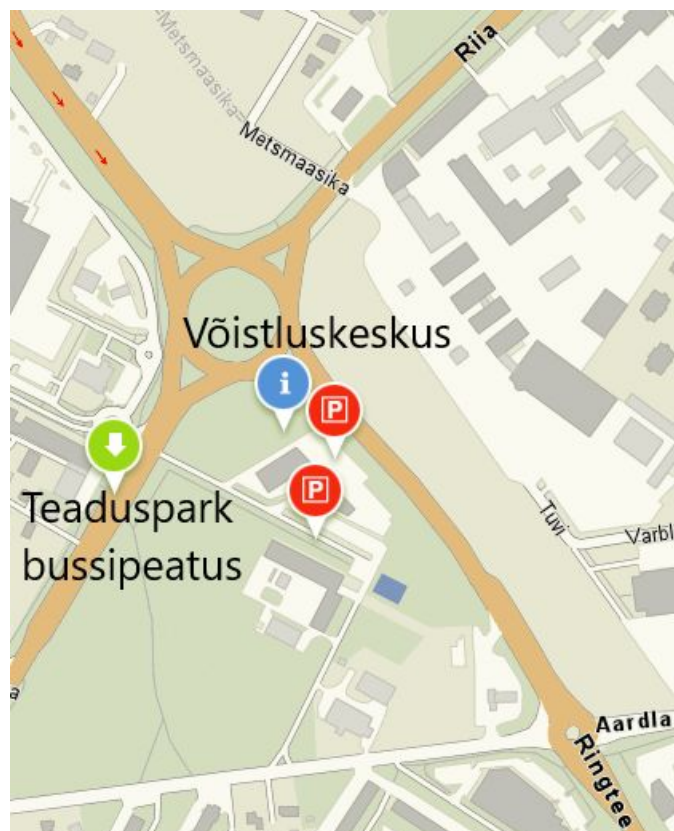 Riia
Metsmaasika
Metsmaasika
Võistluskeskus
i
P
P
Teaduspark
bussipeatus
Tuvi
Varbl
Aardla
Ringtee
a